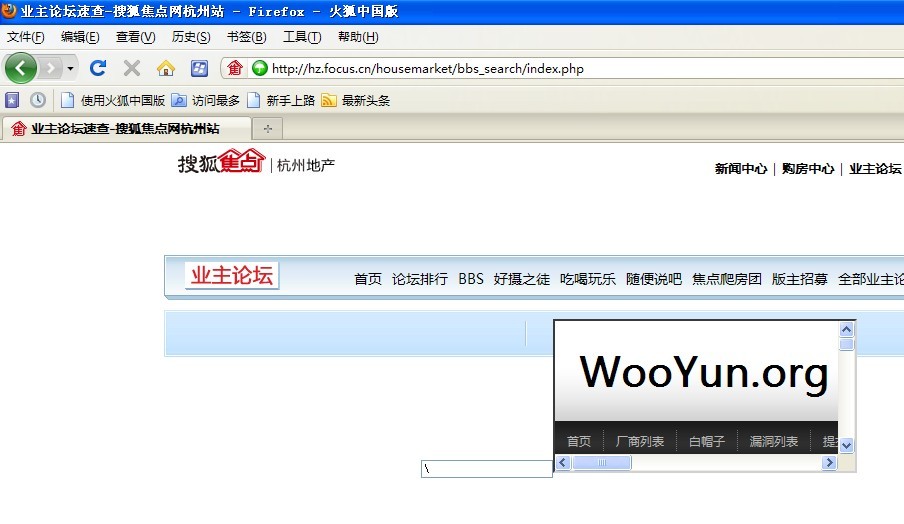 业主论坛速查-搜狐焦点网杭州站 - Firefox - 火狐中国版
文件(F) 编辑(E) 查看(V) 历史(S) 书签(B) 工具(T) 帮助(H)
http://hz.focus.cn/housemarket/bbs_search/index.php
使用火狐中国版 访问最多 新手上路 最新头条
业主论坛速查-搜狐焦点网杭州站
搜狐焦点 | 杭州地产
新闻中心 | 购房中心 | 业主论坛
业主论坛
首页 论坛排行 BBS 好摄之徒 吃喝玩乐 随便说吧 焦点爬房团 版主招募 全部业主论
WooYun.org
首页 厂商列表 白帽子 漏洞列表 提
\